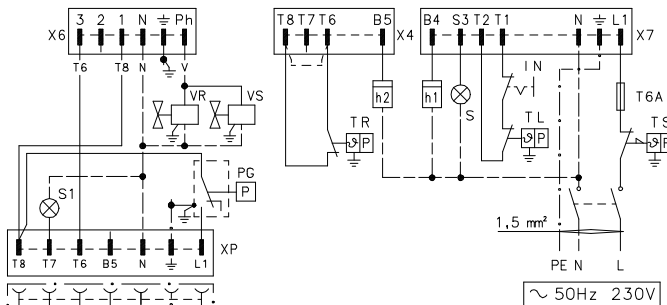 3 2 1 N Ph
X6
T6 T8 N V
VR VS
S1
PG
P
XP
T8 T7 T6 B5 N L1
T8 T7 T6 B5
X4
B4 S3 T2 T1 N L1
X7
h2 h1 S
IN
T6A
TR
ϑ P
TL
ϑ P
TS
ϑ P
1,5 mm²
PE N L
~ 50Hz 230V